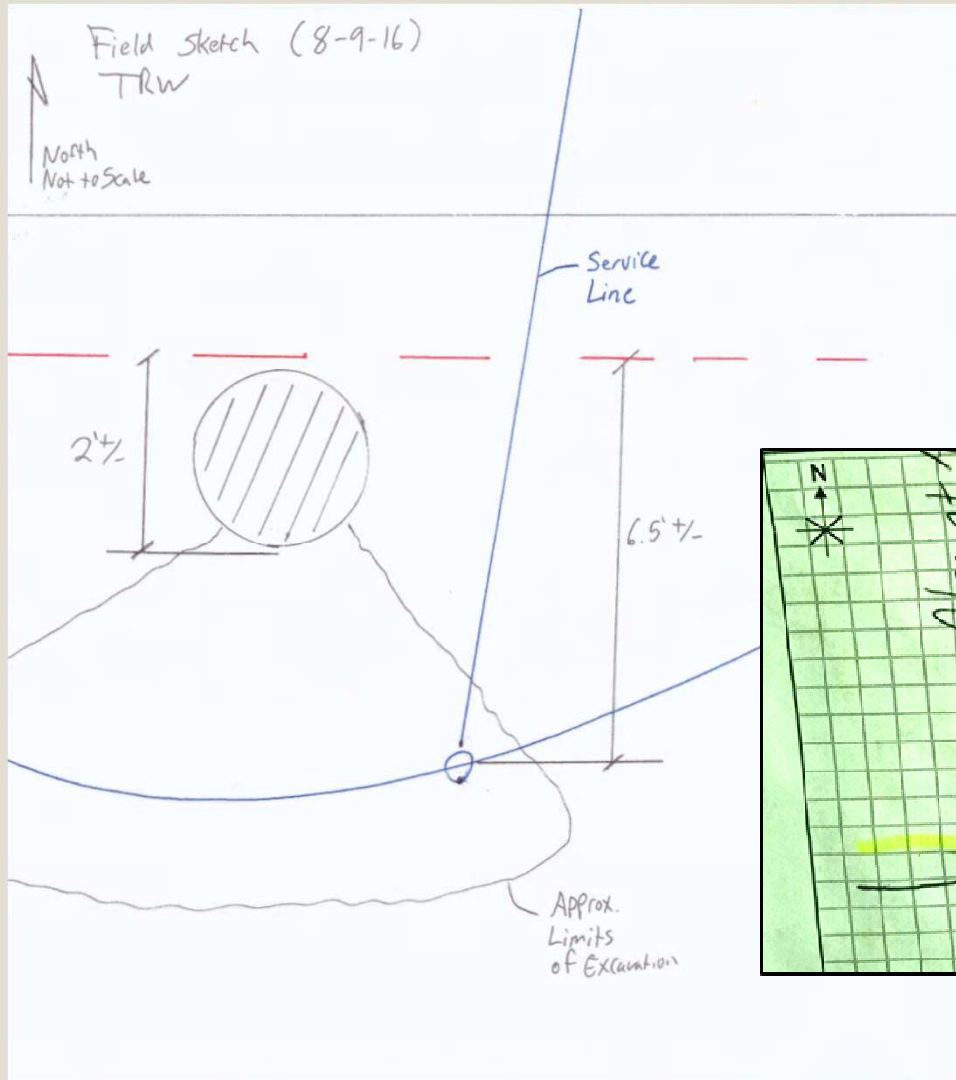 Field Sketch (8-9-16)
TRW
North
Not to Scale
Service
Line
2'+/-
6.5'+/-
N
Approx.
Limits
of Excavation